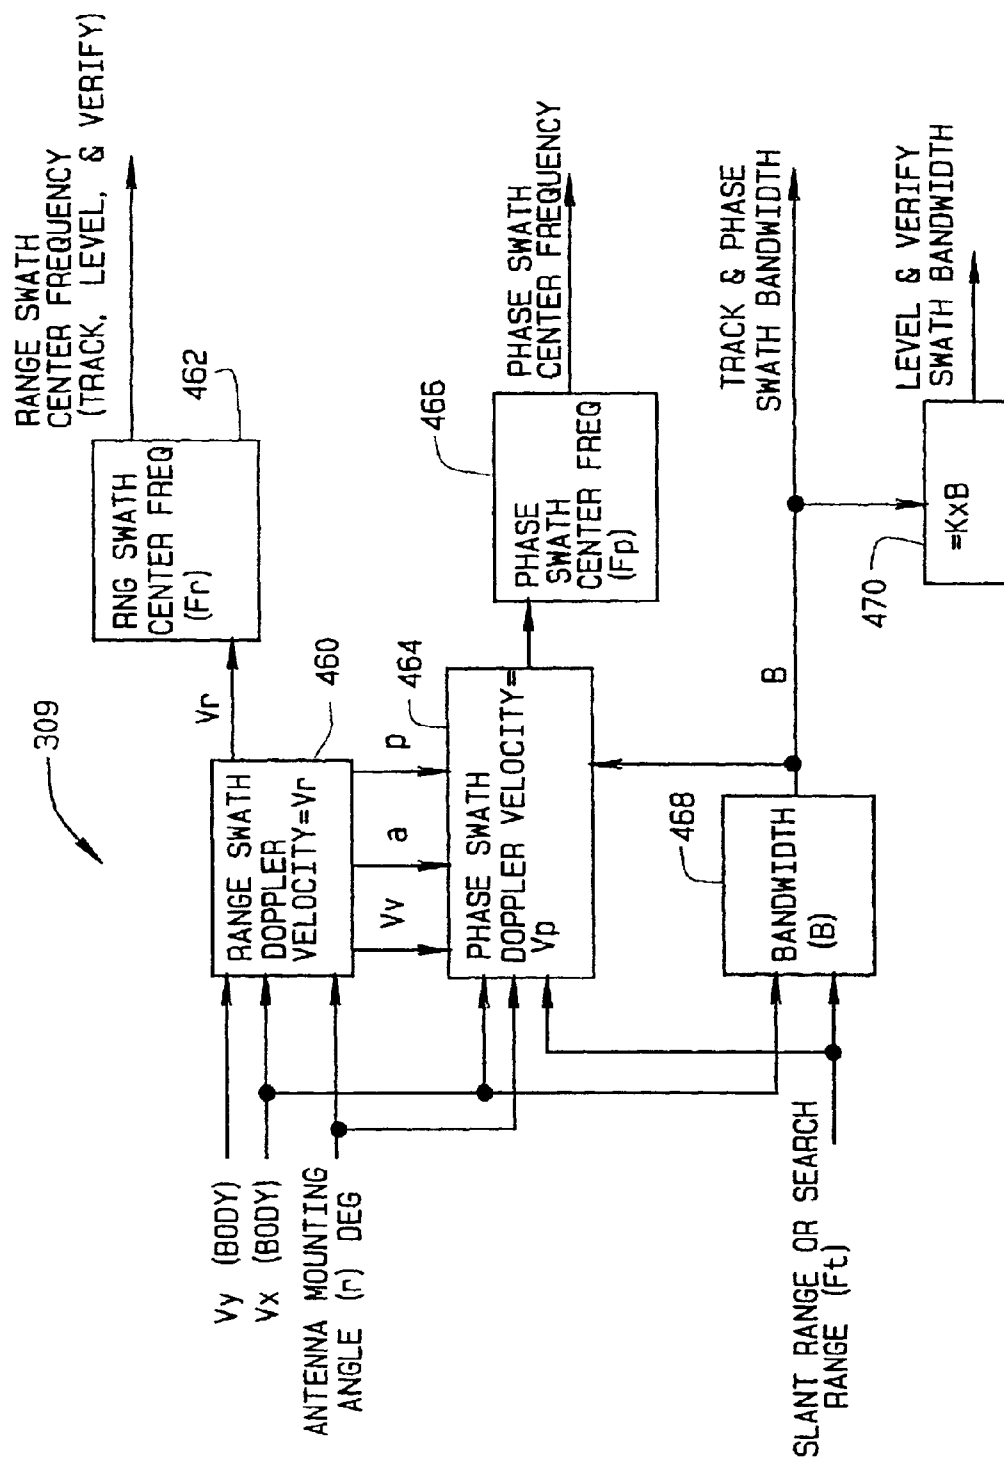 309
Vy (BODY)
Vx (BODY)
ANTENNA MOUNTING
ANGLE (r) DEG
SLANT RANGE OR SEARCH
RANGE (Ft)
RANGE SWATH
DOPPLER
VELOCITY=Vr
460
Vr
RNG SWATH
CENTER FREQ
(Fr)
462
RANGE SWATH
CENTER FREQUENCY
(TRACK, LEVEL, & VERIFY)
Vv
a
p
PHASE SWATH
DOPPLER VELOCITY=
Vp
464
PHASE
SWATH
CENTER FREQ
(Fp)
466
PHASE SWATH
CENTER FREQUENCY
BANDWIDTH
(B)
468
B
TRACK & PHASE
SWATH BANDWIDTH
=KxB
470
LEVEL & VERIFY
SWATH BANDWIDTH